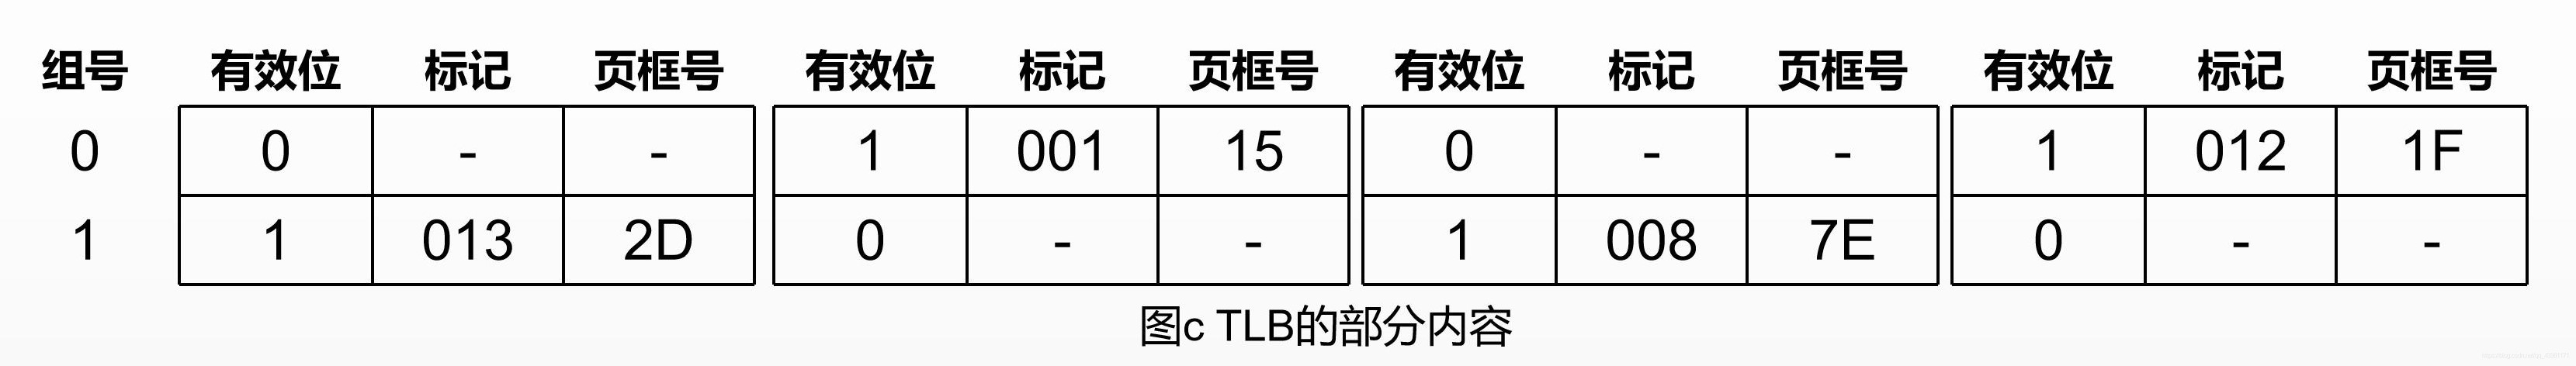 组号 有效位 标记 页框号 有效位 标记 页框号 有效位 标记 页框号 有效位 标记 页框号
0 0 - - 1 001 15 0 - - 1 012 1F
1 1 013 2D 0 - - 1 008 7E 0 - -
图c TLB的部分内容